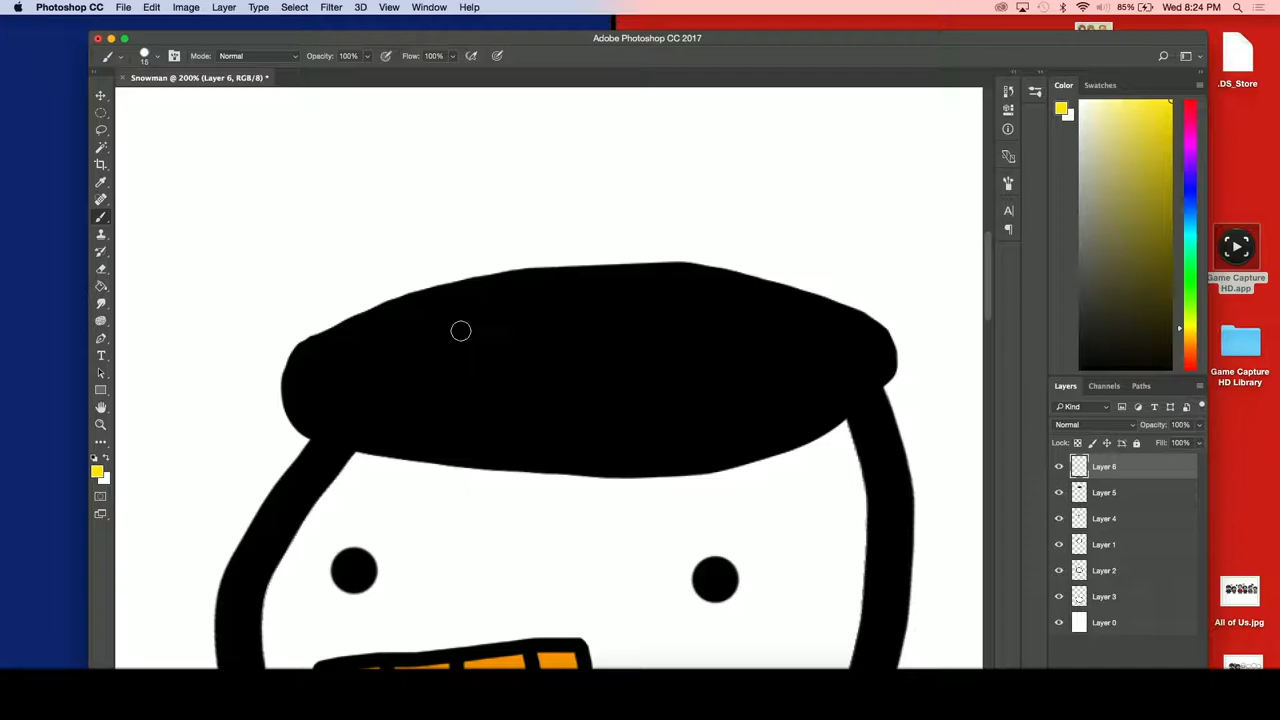 Photoshop CC File Edit Image Layer Type Select Filter 3D View Window Help 85% Wed 8:24 PM
Adobe Photoshop CC 2017
15 Mode: Normal Opacity: 100% Flow: 100%
Snowman @ 200% (Layer 6, RGB/8) *
Color Swatches
.DS_Store
Game Capture
HD.app
Game Capture
HD Library
Layers Channels Paths
Kind
Normal Opacity: 100%
Lock: Fill: 100%
Layer 6
Layer 5
Layer 4
Layer 1
Layer 2
Layer 3
Layer 0
All of Us.jpg